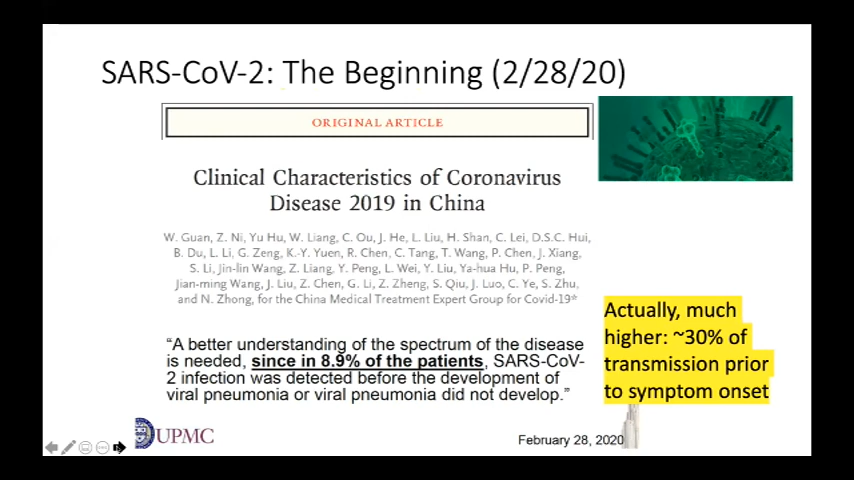 SARS-CoV-2: The Beginning (2/28/20)
ORIGINAL ARTICLE
Clinical Characteristics of Coronavirus
Disease 2019 in China
W. Guan, Z. Ni, Yu Hu, W. Liang, C. Ou, J. He, L. Liu, H. Shan, C. Lei, D.S.C. Hui,
B. Du, L. Li, G. Zeng, K.-Y. Yuen, R. Chen, C. Tang, T. Wang, P. Chen, J. Xiang,
S. Li, Jin-lin Wang, Z. Liang, Y. Peng, L. Wei, Y. Liu, Ya-hua Hu, P. Peng,
Jian-ming Wang, J. Liu, Z. Chen, G. Li, Z. Zheng, S. Qiu, J. Luo, C. Ye, S. Zhu,
and N. Zhong, for the China Medical Treatment Expert Group for Covid-19*
"A better understanding of the spectrum of the disease
is needed, since in 8.9% of the patients, SARS-CoV-
2 infection was detected before the development of
viral pneumonia or viral pneumonia did not develop."
Actually, much
higher: ~30% of
transmission prior
to symptom onset
UPMC
February 28, 2020